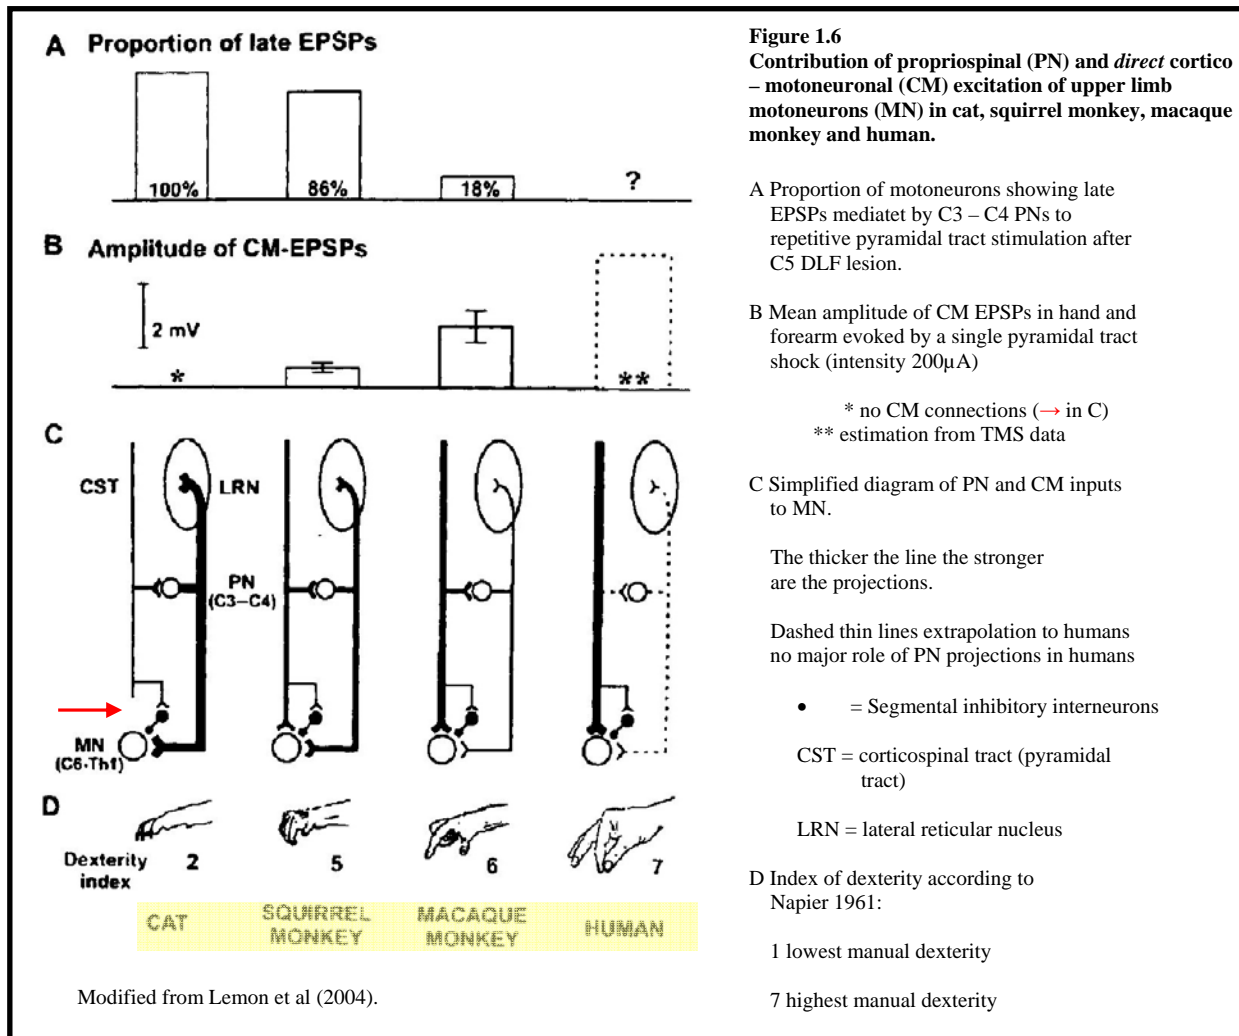 A Proportion of late EPSPs
100%
86%
18%
?
B Amplitude of CM-EPSPs
2 mV
*
**
C
CST
LRN
PN
(C3–C4)
MN
(C6-Th1)
D
Dexterity
index
2
5
6
7
CAT
SQUIRREL
MONKEY
MACAQUE
MONKEY
HUMAN
Modified from Lemon et al (2004).
Figure 1.6
Contribution of propriospinal (PN) and direct cortico
– motoneuronal (CM) excitation of upper limb
motoneurons (MN) in cat, squirrel monkey, macaque
monkey and human.
A Proportion of motoneurons showing late
EPSPs mediatet by C3 – C4 PNs to
repetitive pyramidal tract stimulation after
C5 DLF lesion.
B Mean amplitude of CM EPSPs in hand and
forearm evoked by a single pyramidal tract
shock (intensity 200µA)
* no CM connections (→ in C)
** estimation from TMS data
C Simplified diagram of PN and CM inputs
to MN.
The thicker the line the stronger
are the projections.
Dashed thin lines extrapolation to humans
no major role of PN projections in humans
• = Segmental inhibitory interneurons
CST = corticospinal tract (pyramidal
tract)
LRN = lateral reticular nucleus
D Index of dexterity according to
Napier 1961:
1 lowest manual dexterity
7 highest manual dexterity